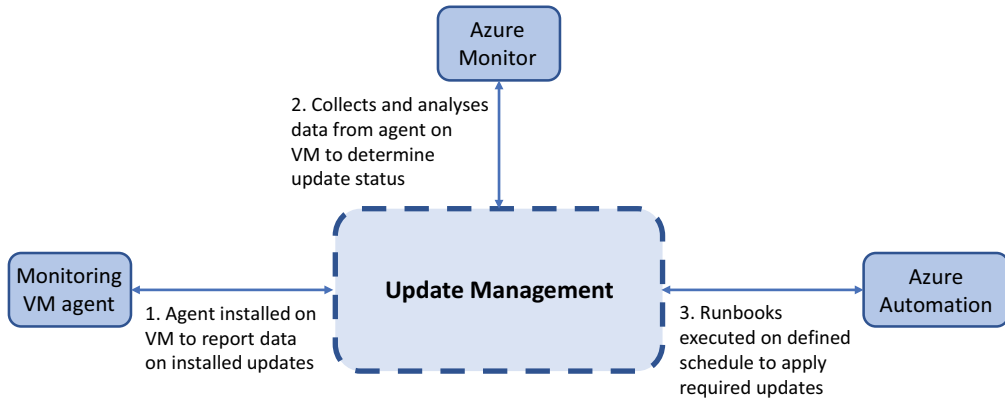 Azure
Monitor
2. Collects and analyses
data from agent on
VM to determine
update status
Monitoring
VM agent
1. Agent installed on
VM to report data
on installed updates
Update Management
3. Runbooks
executed on defined
schedule to apply
required updates
Azure
Automation